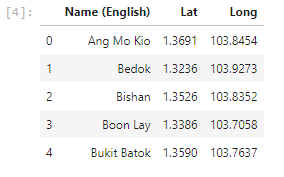 [4]:
Name (English) Lat Long
0 Ang Mo Kio 1.3691 103.8454
1 Bedok 1.3236 103.9273
2 Bishan 1.3526 103.8352
3 Boon Lay 1.3386 103.7058
4 Bukit Batok 1.3590 103.7637